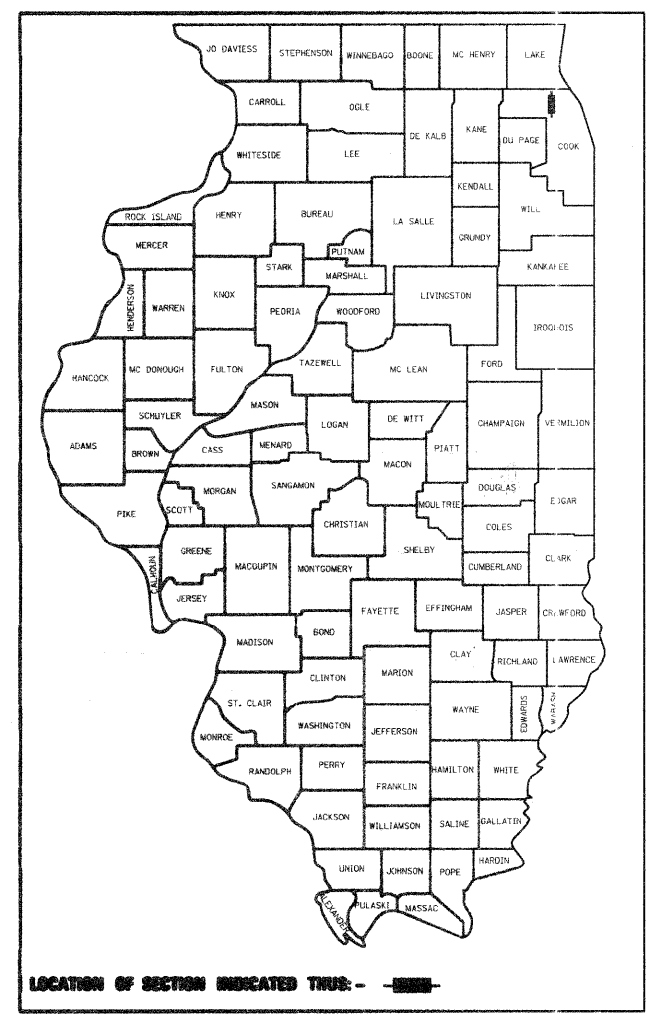 JO DAVIESS STEPHENSON WINNEBAGO BOONE MC HENRY LAKE
CARROLL OGLE
DE KALB KANE DU PAGE COOK
WHITESIDE LEE
KENDALL
ROCK ISLAND HENRY BUREAU LA SALLE WILL
GRUNDY
MERCER PUTNAM
STARK MARSHALL KANKAKEE
HENDERSON WARREN KNOX PEORIA WOODFORD LIVINGSTON
IROQUOIS
HANCOCK MC DONOUGH FULTON TAZEWELL MC LEAN FORD
MASON
SCHUYLER LOGAN DE WITT CHAMPAIGN VERMILION
ADAMS BROWN CASS MENARD PIATT
MACON
MORGAN SANGAMON DOUGLAS
PIKE SCOTT MOULTRIE EDGAR
CHRISTIAN COLES
GREENE SHELBY
CALHOUN MACOUPIN MONTGOMERY CUMBERLAND CLARK
JERSEY
FAYETTE EFFINGHAM JASPER CRAWFORD
MADISON BOND
CLAY RICHLAND LAWRENCE
CLINTON MARION
ST. CLAIR WAYNE EDWARDS WABASH
MONROE WASHINGTON JEFFERSON
RANDOLPH PERRY HAMILTON WHITE
FRANKLIN
JACKSON WILLIAMSON SALINE GALLATIN
UNION JOHNSON POPE HARDIN
ALEXANDER PULASKI MASSAC
LOCATION OF SECTION INDICATED THUS: -